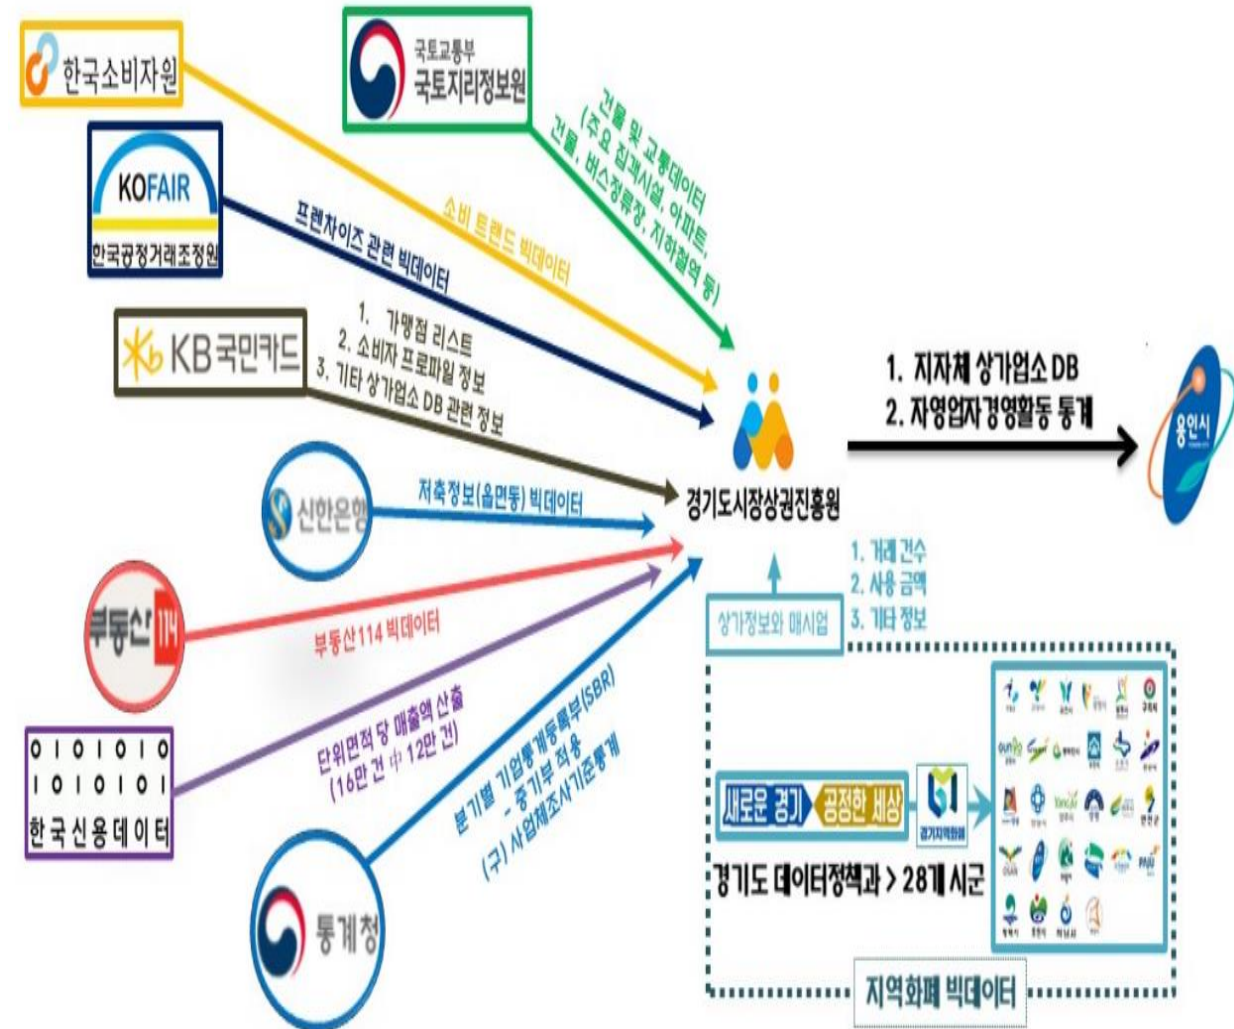 한국소비자원
국토교통부
국토지리정보원
건물 및 교통데이터
(주요 집객시설, 아파트,
건물, 버스정류장, 지하철역 등)
KOFAIR
한국공정거래조정원
소비 트랜드 빅데이터
프렌차이즈 관련 빅데이터
KB국민카드
1. 가맹점 리스트
2. 소비자 프로파일 정보
3. 기타 상가업소 DB 관련 정보
신한은행
저축정보(읍면동) 빅데이터
부동산114
부동산114 빅데이터
0101010
1010101
한국신용데이터
단위면적 당 매출액 산출
(16만 건 中 12만 건)
통계청
분기별 기업통계등록부(SBR)
- 중기부 적용
(구) 사업체조사기준통계
경기도시장상권진흥원
1. 지자체 상가업소 DB
2. 자영업자경영활동 통계
용인시
상가정보와 매시업
1. 거래 건수
2. 사용 금액
3. 기타 정보
새로운 경기 공정한 세상
경기지역화폐
경기도 데이터정책과 > 28개 시군
구리시
연천군
OSAN
PAJU
지역화폐 빅데이터